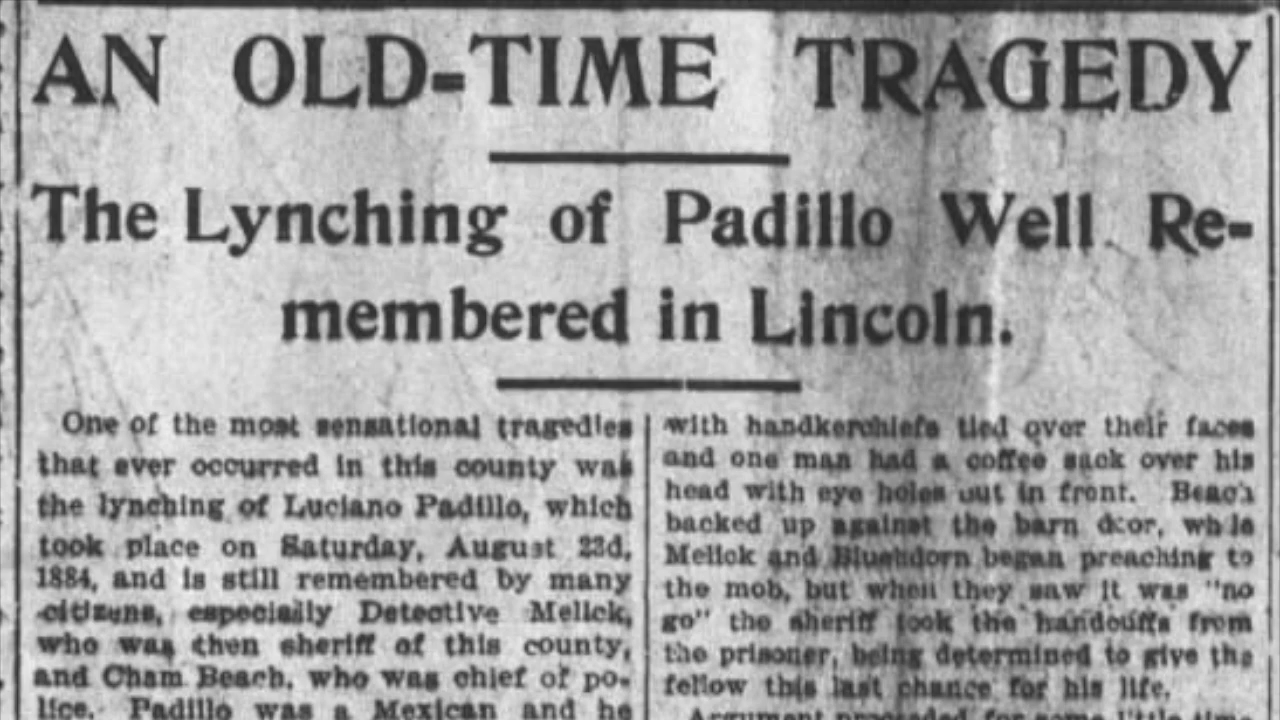 AN OLD-TIME TRAGEDY
The Lynching of Padillo Well Re-
membered in Lincoln.
One of the most sensational tragedies
that ever occurred in this county was
the lynching of Luciano Padillo, which
took place on Saturday, August 23d,
1884, and is still remembered by many
citizens, especially Detective Melick,
who was then sheriff of this county,
and Cham Beach, who was chief of po-
lice. Padillo was a Mexican and he
with handkerchiefs tied over their faces
and one man had a coffee sack over his
head with eye holes cut in front. Beach
backed up against the barn door, while
Melick and Bluehdorn began preaching to
the mob, but when they saw it was "no
go" the sheriff took the handcuffs from
the prisoner, being determined to give the
fellow this last chance for his life.
Argument proceeded for some little time